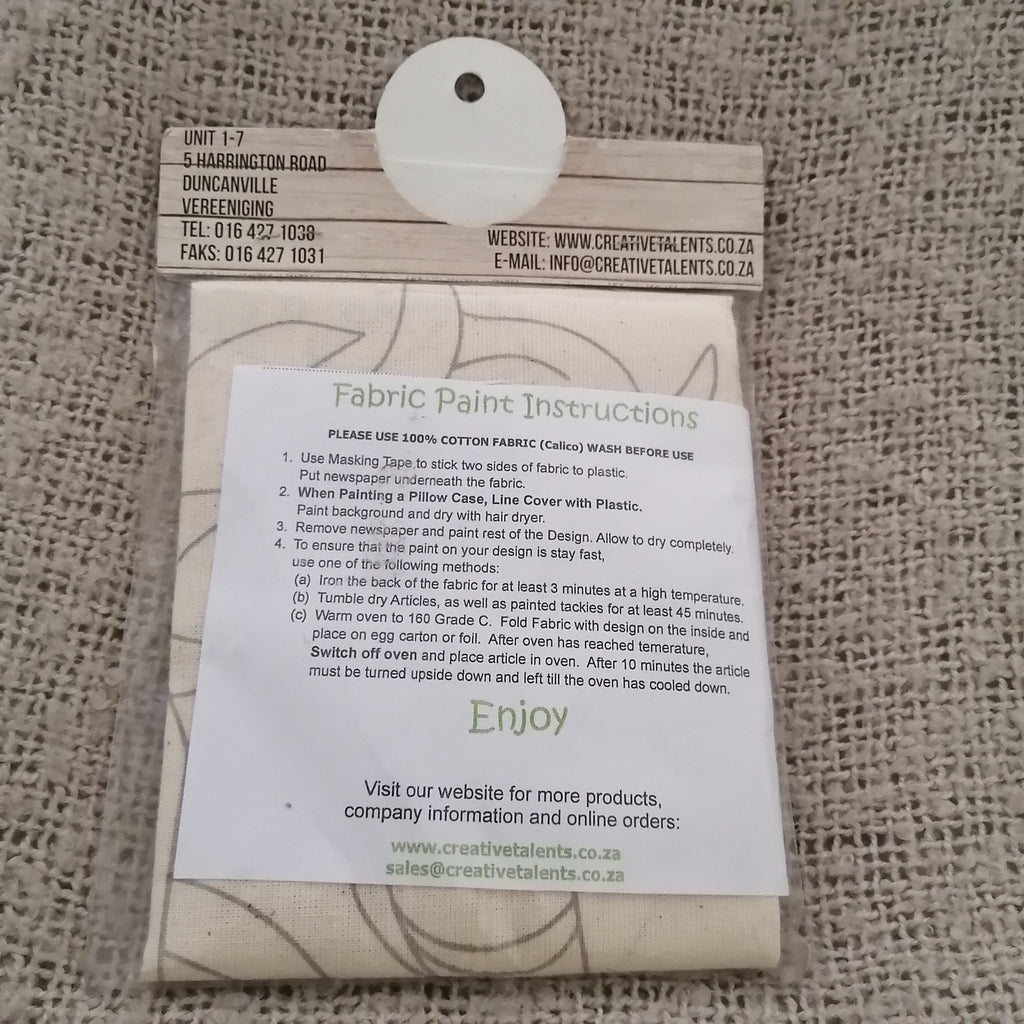 UNIT 1-7
5 HARRINGTON ROAD
DUNCANVILLE
VEREENIGING
TEL: 016 427 1038
FAKS: 016 427 1031
WEBSITE: WWW.CREATIVETALENTS.CO.ZA
E-MAIL: INFO@CREATIVETALENTS.CO.ZA
Fabric Paint Instructions
PLEASE USE 100% COTTON FABRIC (Calico) WASH BEFORE USE
1. Use Masking Tape to stick two sides of fabric to plastic.
Put newspaper underneath the fabric.
2. When Painting a Pillow Case, Line Cover with Plastic.
Paint background and dry with hair dryer.
3. Remove newspaper and paint rest of the Design. Allow to dry completely.
4. To ensure that the paint on your design is stay fast,
use one of the following methods:
(a) Iron the back of the fabric for at least 3 minutes at a high temperature.
(b) Tumble dry Articles, as well as painted tackies for at least 45 minutes.
(c) Warm oven to 160 Grade C. Fold Fabric with design on the inside and
place on egg carton or foil. After oven has reached temerature,
Switch off oven and place article in oven. After 10 minutes the article
must be turned upside down and left till the oven has cooled down.
Enjoy
Visit our website for more products,
company information and online orders:
www.creativetalents.co.za
sales@creativetalents.co.za